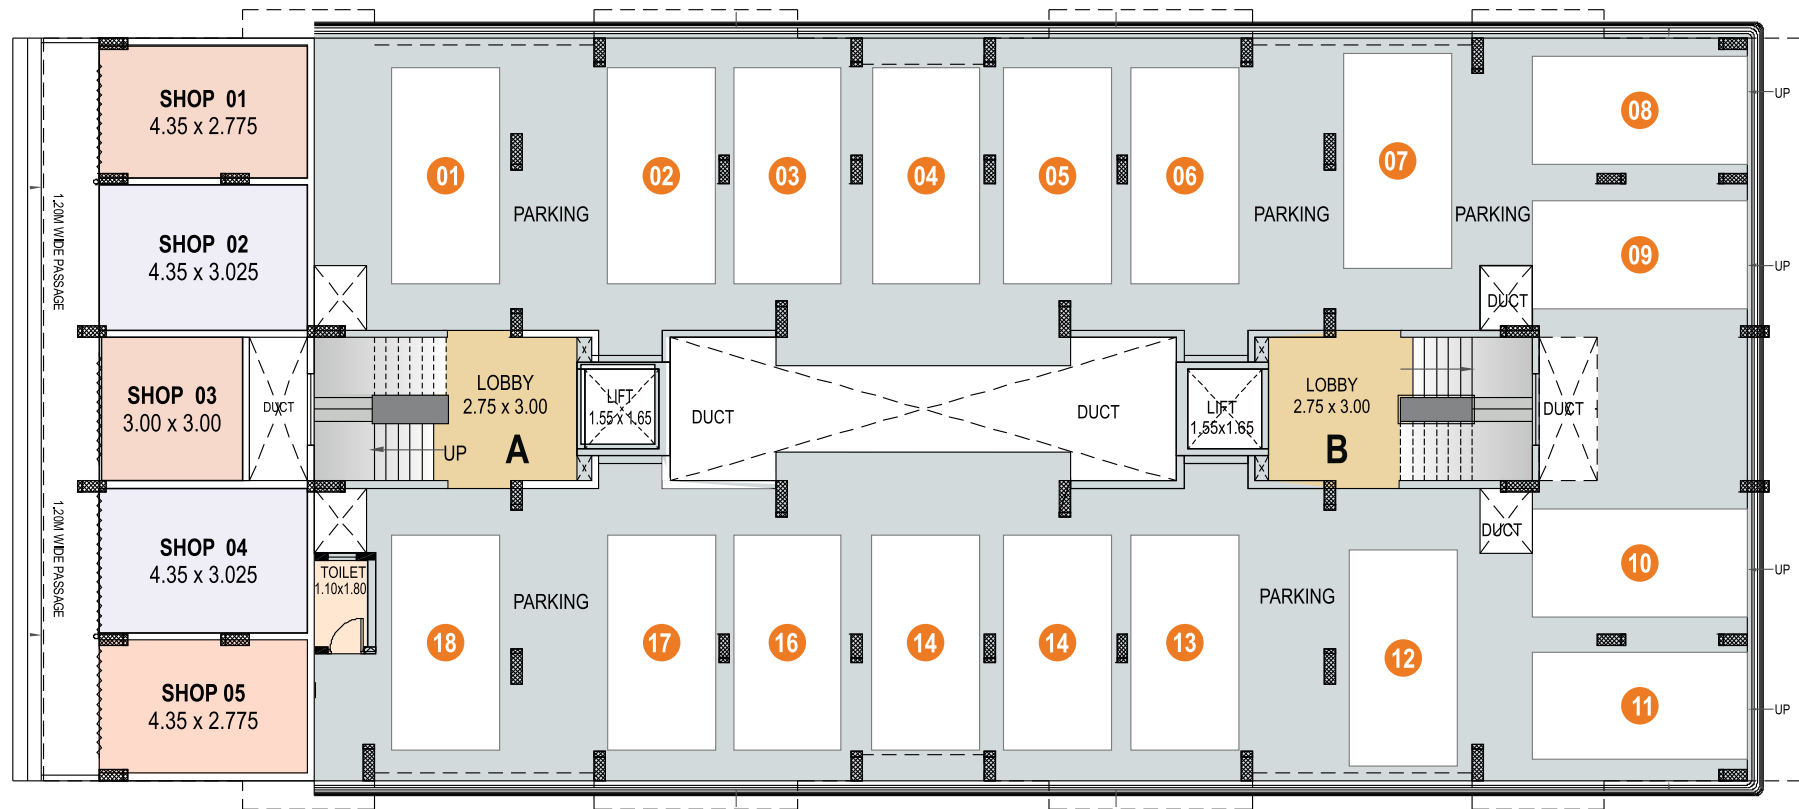 SHOP 01
4.35 x 2.775
SHOP 02
4.35 x 3.025
SHOP 03
3.00 x 3.00
SHOP 04
4.35 x 3.025
SHOP 05
4.35 x 2.775
1.20M WIDE PASSAGE
1.20M WIDE PASSAGE
01
02
03
04
05
06
07
08
09
PARKING
PARKING
PARKING
UP
UP
DUCT
DUCT
LOBBY
2.75 x 3.00
A
UP
LIFT
1.55 x 1.65
DUCT
DUCT
LIFT
1.55x1.65
LOBBY
2.75 x 3.00
B
DUCT
DUCT
TOILET
1.10x1.80
PARKING
PARKING
18
17
16
14
14
13
12
10
11
UP
UP